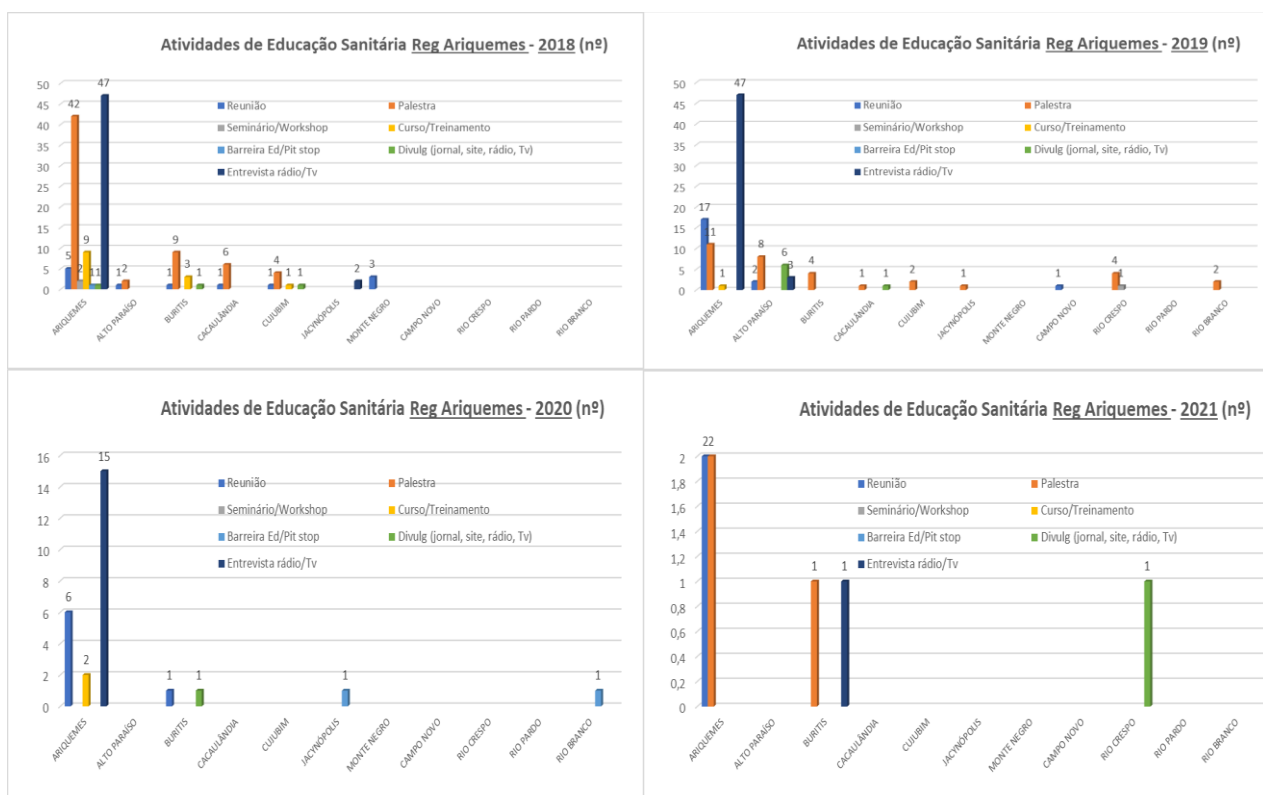 Atividades de Educação Sanitária Reg Ariquemes - 2018 (nº)
50
45
40
35
30
25
20
15
10
5
0
Reunião
Palestra
Seminário/Workshop
Curso/Treinamento
Barreira Ed/Pit stop
Divulg (jornal, site, rádio, Tv)
Entrevista rádio/Tv
5
42
2
9
1
1
47
1
2
1
9
3
1
1
6
1
4
1
1
2
3
ARIQUEMES
ALTO PARAÍSO
BURITIS
CACAULÂNDIA
CUJUBIM
JACYNÓPOLIS
MONTE NEGRO
CAMPO NOVO
RIO CRESPO
RIO PARDO
RIO BRANCO
Atividades de Educação Sanitária Reg Ariquemes - 2019 (nº)
50
45
40
35
30
25
20
15
10
5
0
Reunião
Palestra
Seminário/Workshop
Curso/Treinamento
Barreira Ed/Pit stop
Divulg (jornal, site, rádio, Tv)
Entrevista rádio/Tv
17
11
1
47
2
8
6
3
4
1
1
2
1
1
4
1
2
ARIQUEMES
ALTO PARAÍSO
BURITIS
CACAULÂNDIA
CUJUBIM
JACYNÓPOLIS
MONTE NEGRO
CAMPO NOVO
RIO CRESPO
RIO PARDO
RIO BRANCO
Atividades de Educação Sanitária Reg Ariquemes - 2020 (nº)
16
14
12
10
8
6
4
2
0
Reunião
Palestra
Seminário/Workshop
Curso/Treinamento
Barreira Ed/Pit stop
Divulg (jornal, site, rádio, Tv)
Entrevista rádio/Tv
6
2
15
1
1
1
1
ARIQUEMES
ALTO PARAÍSO
BURITIS
CACAULÂNDIA
CUJUBIM
JACYNÓPOLIS
MONTE NEGRO
CAMPO NOVO
RIO CRESPO
RIO PARDO
RIO BRANCO
Atividades de Educação Sanitária Reg Ariquemes - 2021 (nº)
2
1,8
1,6
1,4
1,2
1
0,8
0,6
0,4
0,2
0
Reunião
Palestra
Seminário/Workshop
Curso/Treinamento
Barreira Ed/Pit stop
Divulg (jornal, site, rádio, Tv)
Entrevista rádio/Tv
2
2
1
1
1
ARIQUEMES
ALTO PARAÍSO
BURITIS
CACAULÂNDIA
CUJUBIM
JACYNÓPOLIS
MONTE NEGRO
CAMPO NOVO
RIO CRESPO
RIO PARDO
RIO BRANCO